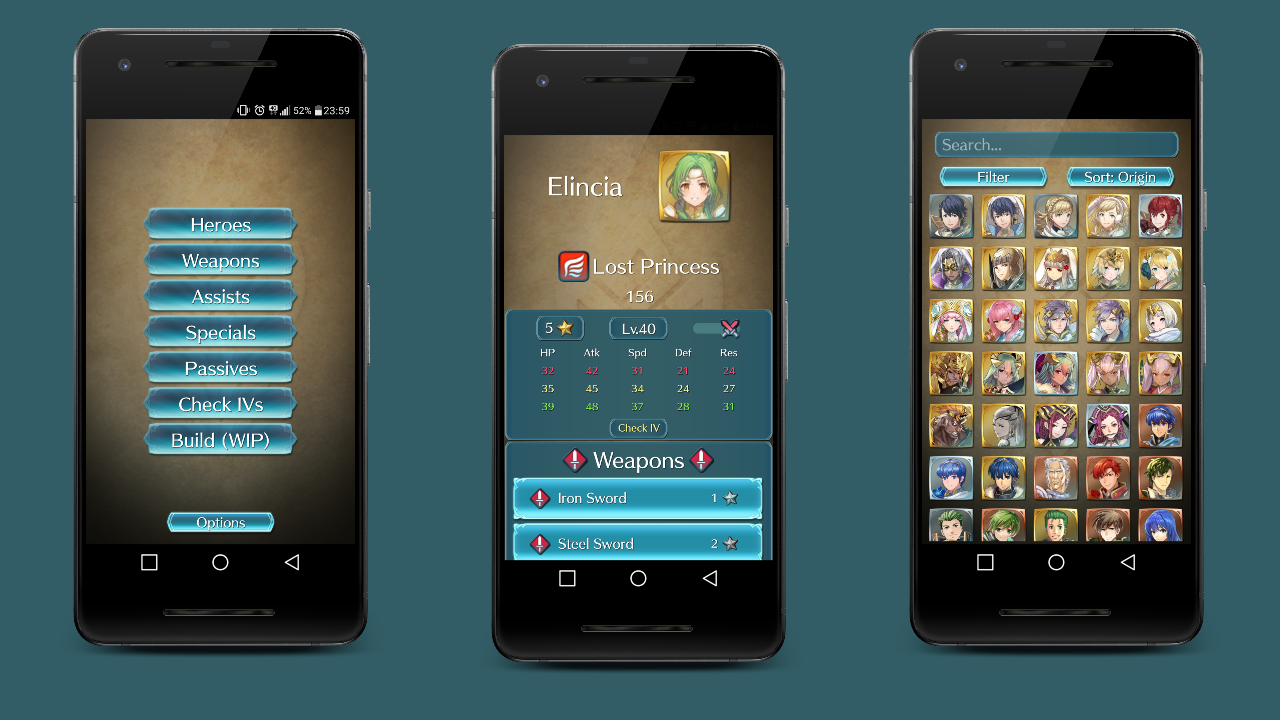 52% 23:59
Heroes
Weapons
Assists
Specials
Passives
Check IVs
Build (WIP)
Options
Elincia
Lost Princess
156
5 Lv.40
HP Atk Spd Def Res
32 42 31 21 24
35 45 34 24 27
39 48 37 28 31
Check IV
Weapons
Iron Sword 1
Steel Sword 2
Search...
Filter Sort: Origin